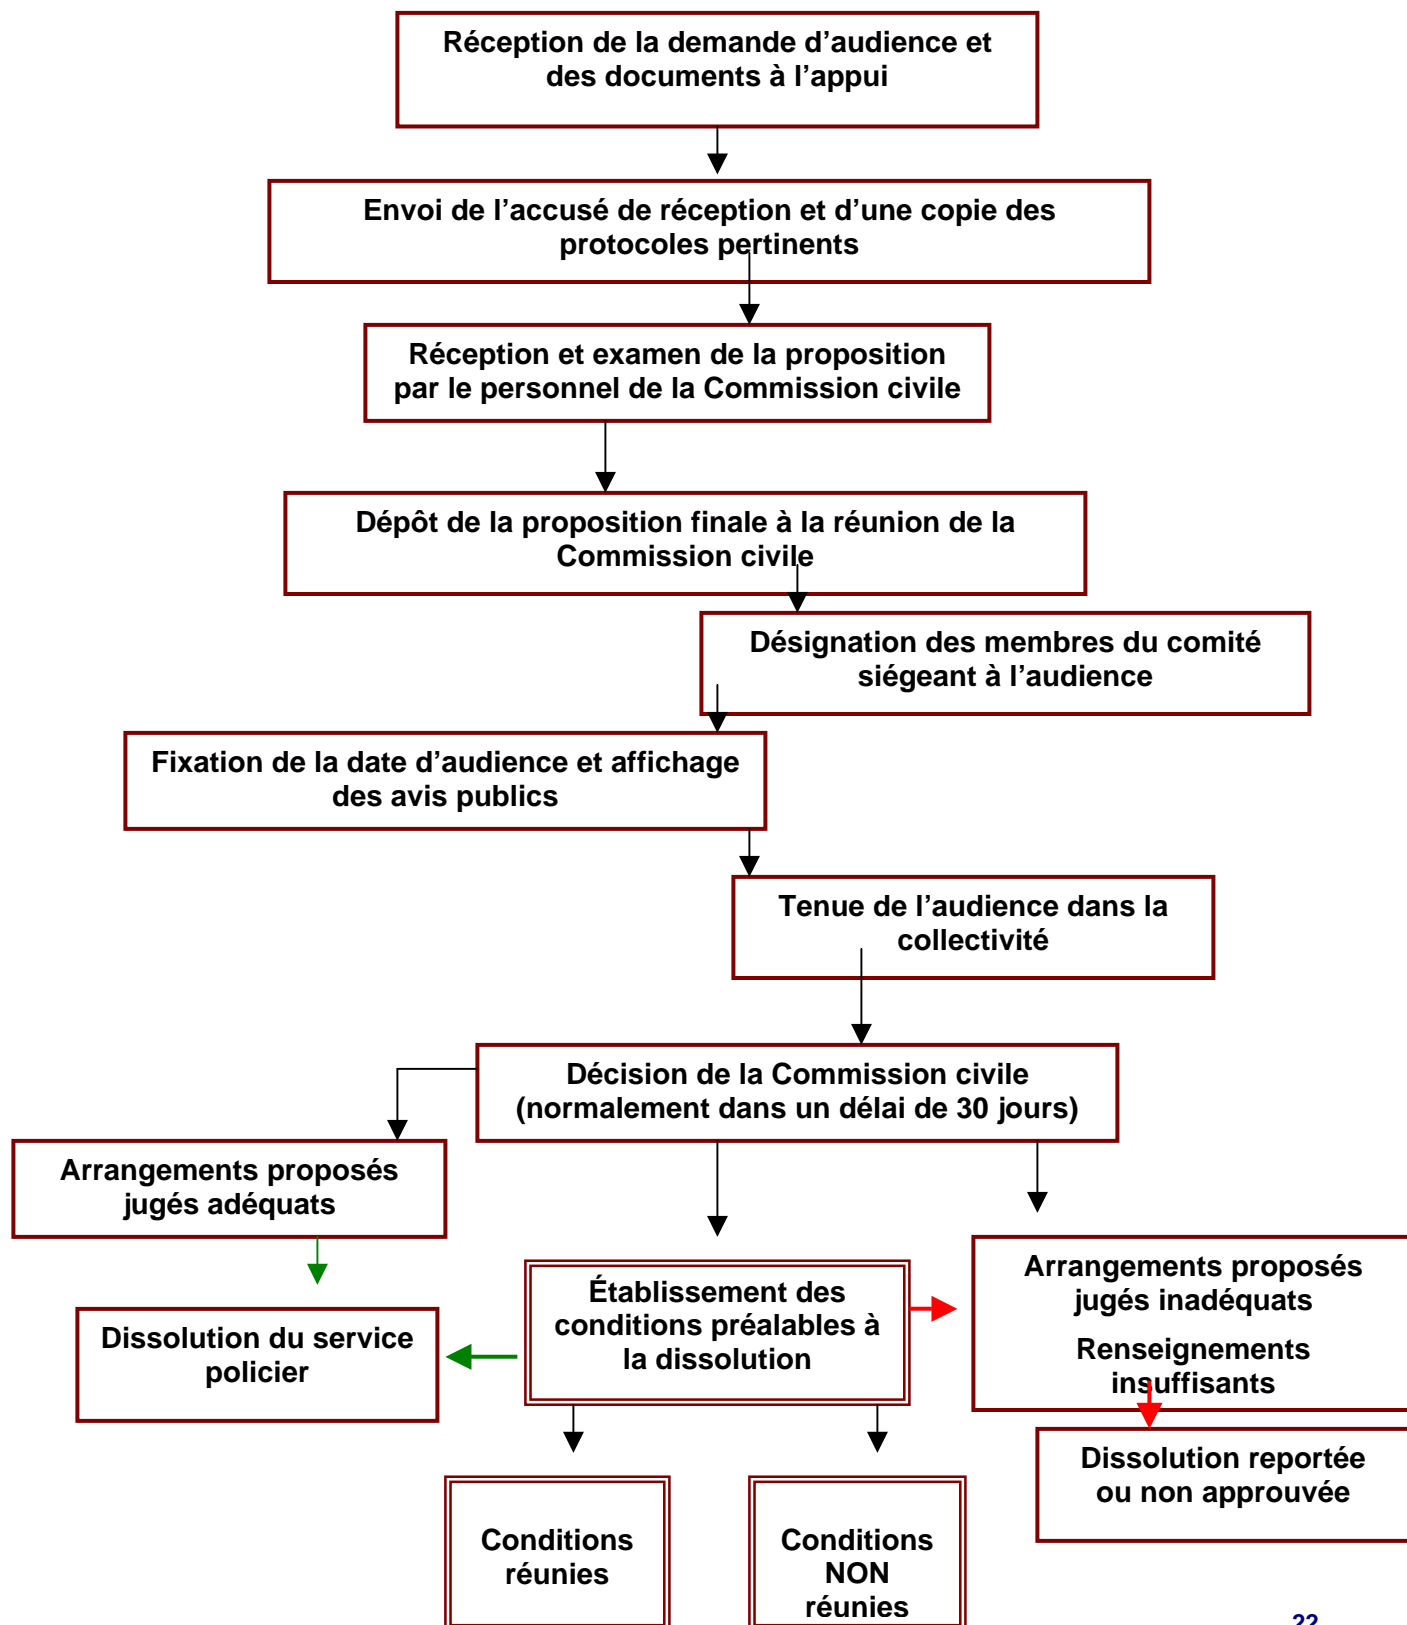 Réception de la demande d’audience et
des documents à l’appui
Envoi de l’accusé de réception et d’une copie des
protocoles pertinents
Réception et examen de la proposition
par le personnel de la Commission civile
Dépôt de la proposition finale à la réunion de la
Commission civile
Désignation des membres du comité
siégeant à l’audience
Fixation de la date d’audience et affichage
des avis publics
Tenue de l’audience dans la
collectivité
Décision de la Commission civile
(normalement dans un délai de 30 jours)
Arrangements proposés
jugés adéquats
Établissement des
conditions préalables à
la dissolution
Arrangements proposés
jugés inadéquats
Renseignements
insuffisants
Dissolution du service
policier
Dissolution reportée
ou non approuvée
Conditions
réunies
Conditions
NON
réunies
22